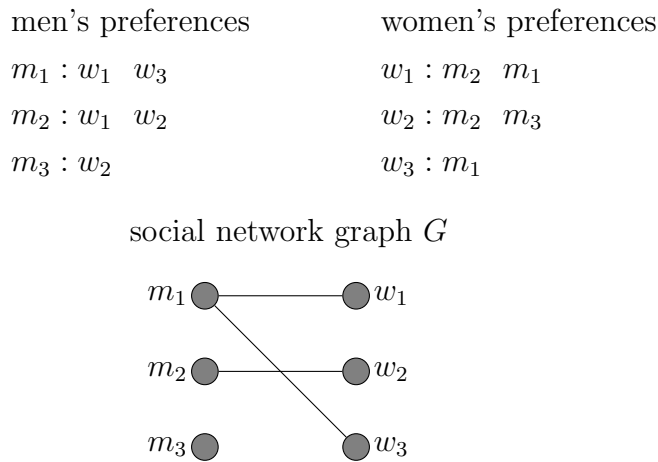 men's preferences women's preferences
m₁ : w₁ w₃ w₁ : m₂ m₁
m₂ : w₁ w₂ w₂ : m₂ m₃
m₃ : w₂ w₃ : m₁
social network graph G
m₁ w₁
m₂ w₂
m₃ w₃